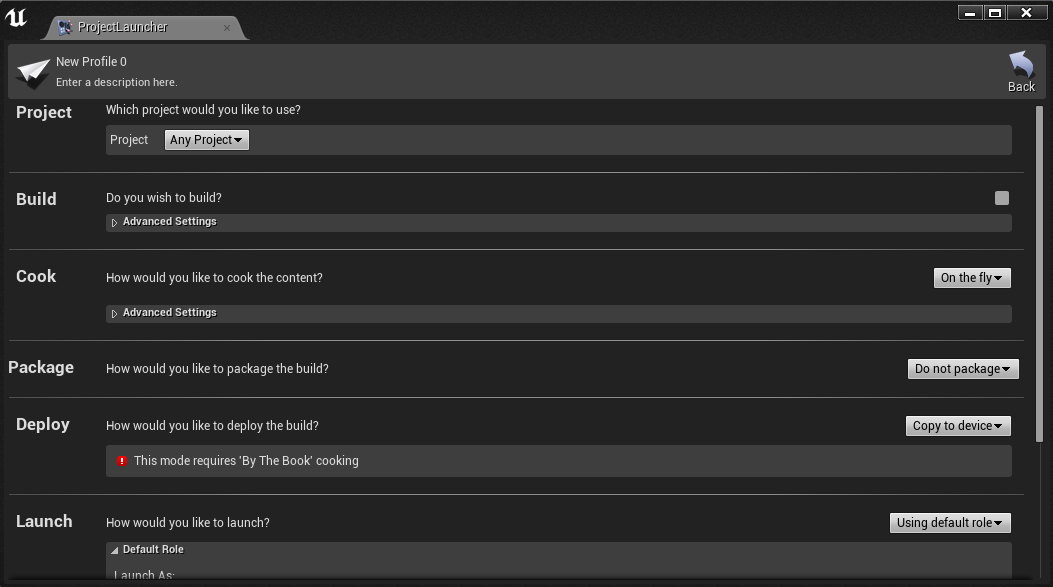 ProjectLauncher
New Profile 0
Enter a description here.
Back
Project
Which project would you like to use?
Project
Any Project
Build
Do you wish to build?
Advanced Settings
Cook
How would you like to cook the content?
On the fly
Advanced Settings
Package
How would you like to package the build?
Do not package
Deploy
How would you like to deploy the build?
Copy to device
This mode requires 'By The Book' cooking
Launch
How would you like to launch?
Using default role
Default Role
Launch As: